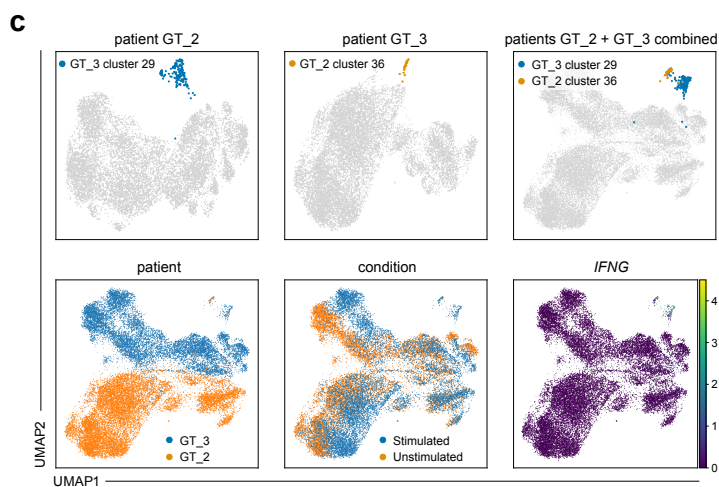 c
patient GT_2
patient GT_3
patients GT_2 + GT_3 combined
GT_3 cluster 29
GT_2 cluster 36
GT_3 cluster 29
GT_2 cluster 36
patient
condition
IFNG
GT_3
GT_2
Stimulated
Unstimulated
4
3
2
1
0
UMAP2
UMAP1